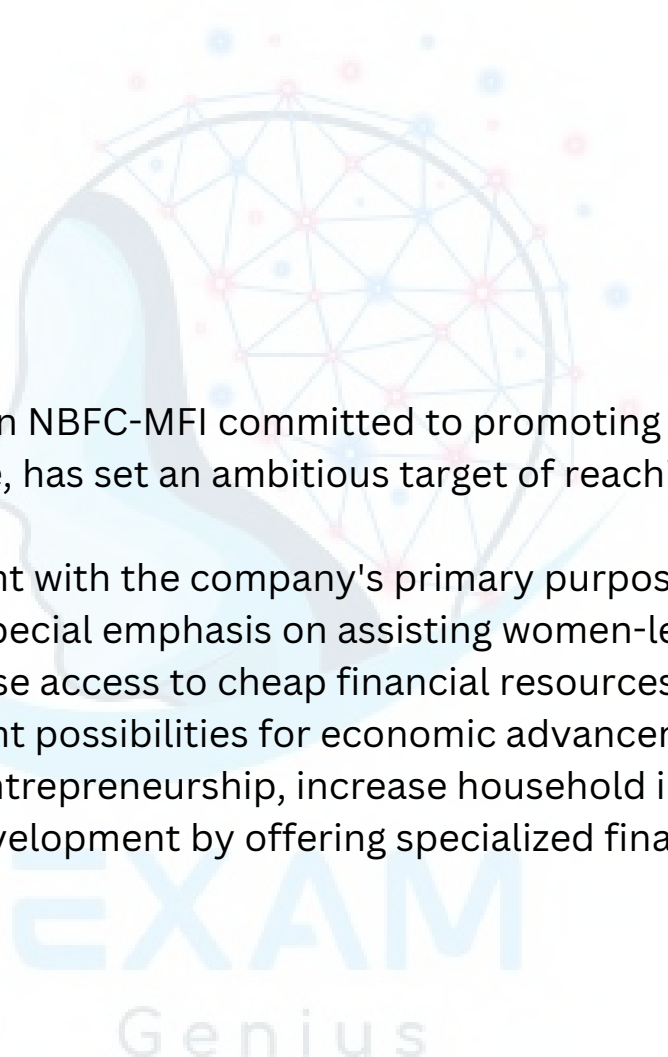 n NBFC-MFI committed to promoting
, has set an ambitious target of reach
nt with the company's primary purpos
pecial emphasis on assisting women-le
se access to cheap financial resources
nt possibilities for economic advancem
ntrepreneurship, increase household i
velopment by offering specialized fina
EXAM
Genius